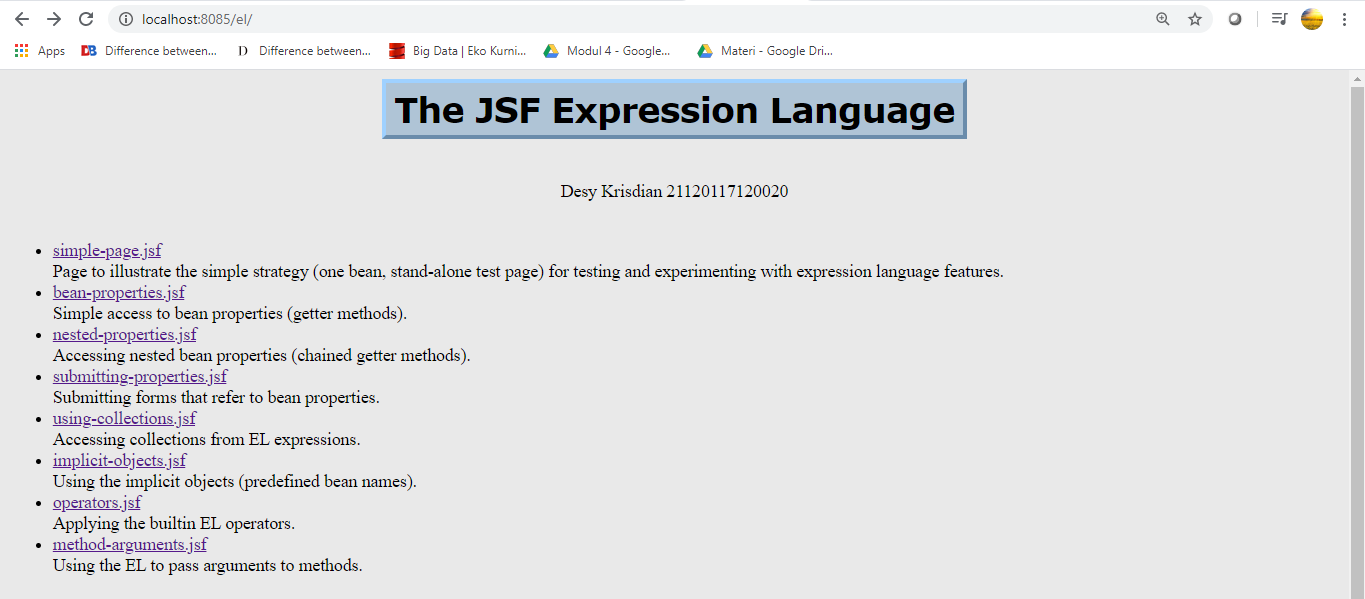 localhost:8085/el/
Apps
Difference between...
D
Difference between...
Big Data | Eko Kurni...
Modul 4 - Google...
Materi - Google Dri...
The JSF Expression Language
Desy Krisdian 21120117120020
simple-page.jsf
Page to illustrate the simple strategy (one bean, stand-alone test page) for testing and experimenting with expression language features.
bean-properties.jsf
Simple access to bean properties (getter methods).
nested-properties.jsf
Accessing nested bean properties (chained getter methods).
submitting-properties.jsf
Submitting forms that refer to bean properties.
using-collections.jsf
Accessing collections from EL expressions.
implicit-objects.jsf
Using the implicit objects (predefined bean names).
operators.jsf
Applying the builtin EL operators.
method-arguments.jsf
Using the EL to pass arguments to methods.